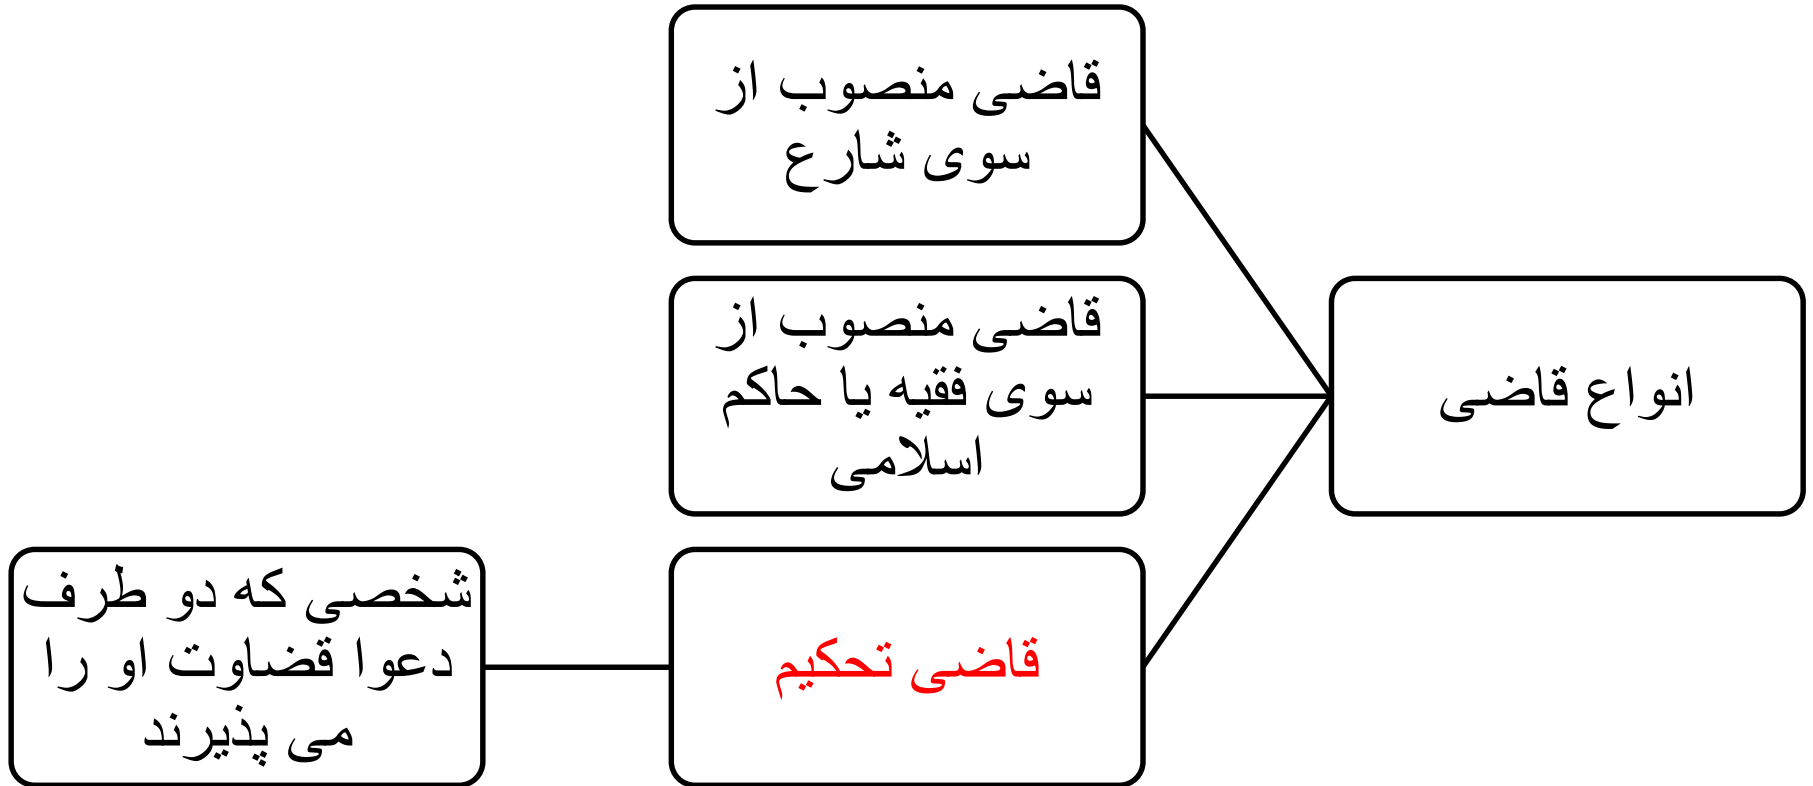 انواع قاضی
قاضی منصوب از
سوی شارع
قاضی منصوب از
سوی فقیه یا حاکم
اسلامی
قاضی تحکیم
شخصی که دو طرف
دعوا قضاوت او را
می پذیرند